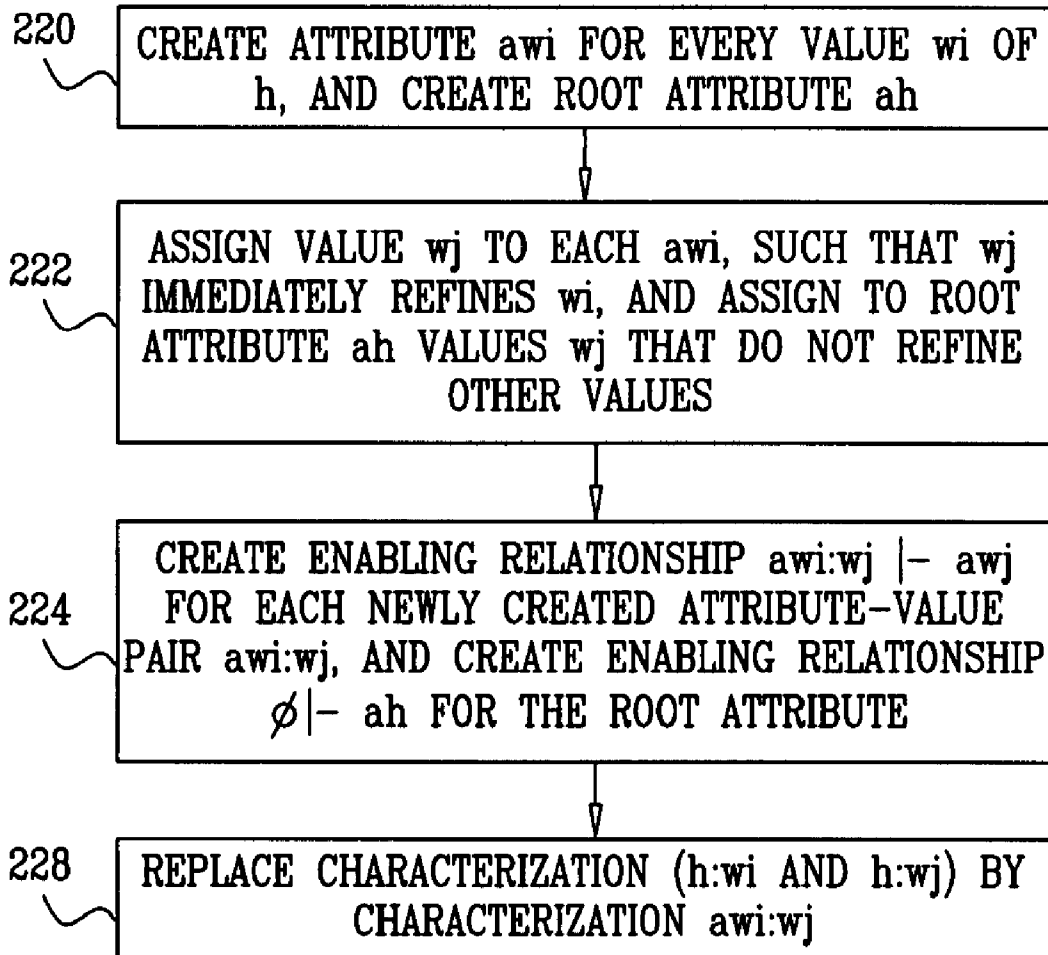 220
CREATE ATTRIBUTE awi FOR EVERY VALUE wi OF
h, AND CREATE ROOT ATTRIBUTE ah
222
ASSIGN VALUE wj TO EACH awi, SUCH THAT wj
IMMEDIATELY REFINES wi, AND ASSIGN TO ROOT
ATTRIBUTE ah VALUES wj THAT DO NOT REFINE
OTHER VALUES
224
CREATE ENABLING RELATIONSHIP awi:wj |- awj
FOR EACH NEWLY CREATED ATTRIBUTE-VALUE
PAIR awi:wj, AND CREATE ENABLING RELATIONSHIP
ø|- ah FOR THE ROOT ATTRIBUTE
228
REPLACE CHARACTERIZATION (h:wi AND h:wj) BY
CHARACTERIZATION awi:wj